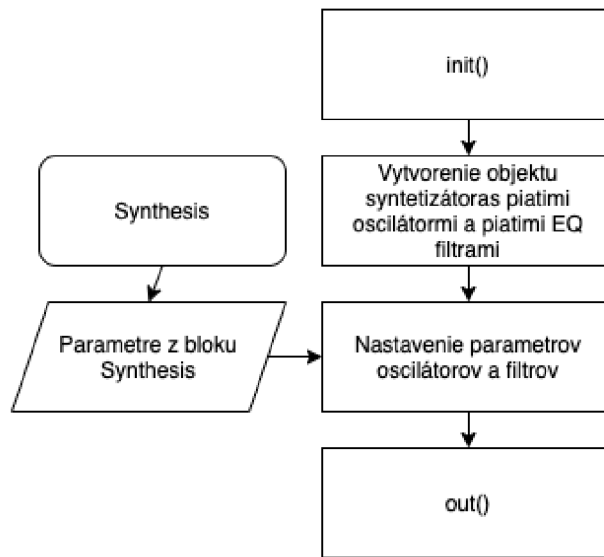 init()
Vytvorenie objektu
syntetizátoras piatimi
oscilátormi a piatimi EQ
filtrami
Synthesis
Parametre z bloku
Synthesis
Nastavenie parametrov
oscilátorov a filtrov
out()